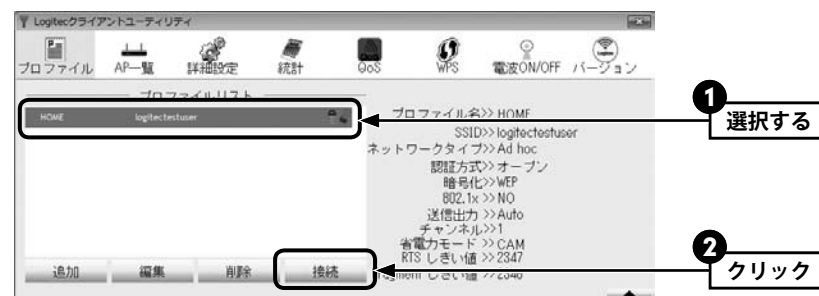 Logitecクライアントユーティリティ
プロファイル AP一覧 詳細設定 統計 QoS WPS 電波ON/OFF バージョン
プロファイルリスト
HOME logitectestuser
プロファイル名>> HOME
SSID>> logitectestuser
ネットワークタイプ>> Ad hoc
認証方式>> オープン
暗号化>> WEP
802.1x >> NO
送信出力 >> Auto
チャンネル>> 1
省電力モード >> CAM
RTS しきい値 >> 2347
しきい値 >>
追加 編集 削除 接続
1
選択する
2
クリック